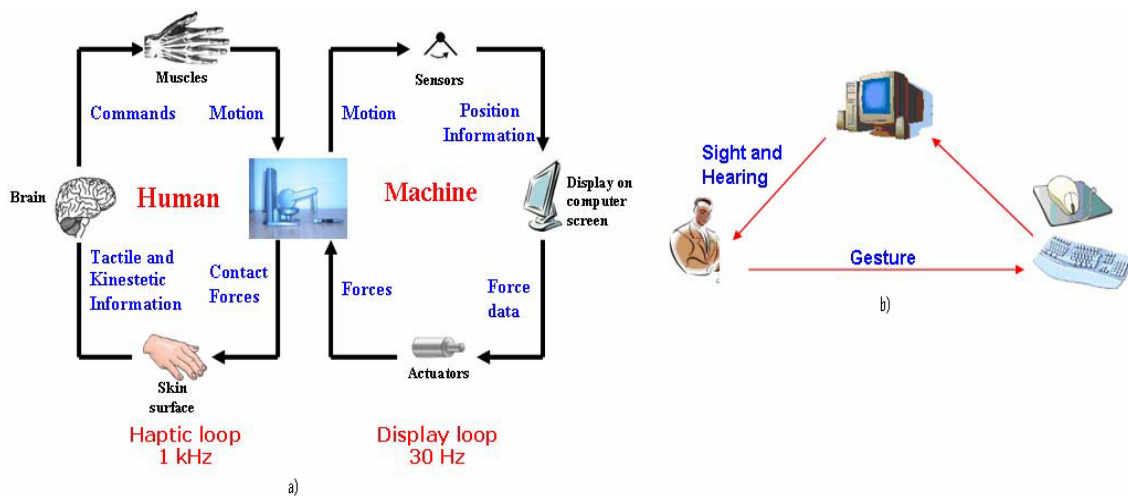 Muscles
Commands
Motion
Brain
Human
Tactile and
Kinestetic
Information
Contact
Forces
Skin
surface
Haptic loop
1 kHz
Sensors
Motion
Position
Information
Machine
Display on
computer
screen
Forces
Force
data
Actuators
Display loop
30 Hz
a)
Sight and
Hearing
Gesture
b)